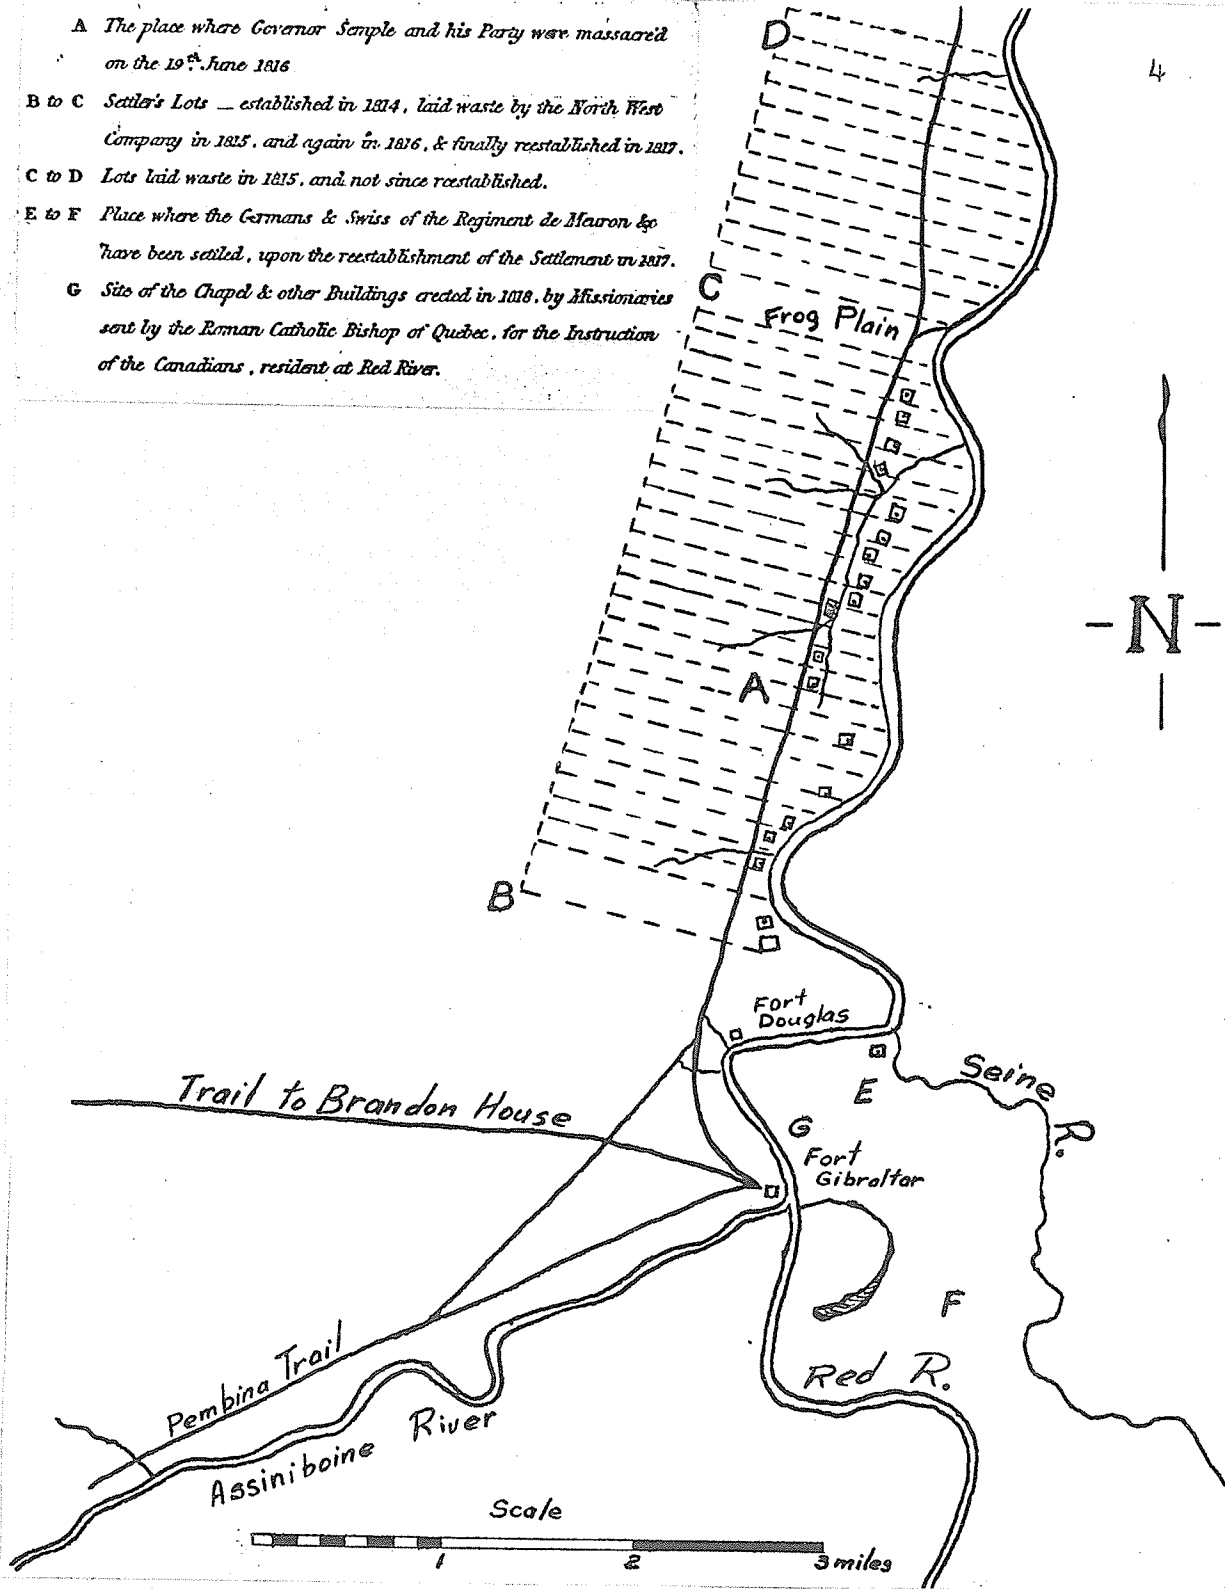 A The place where Governor Semple and his Party were massacred
on the 19th. June 1816
B to C Settler's Lots — established in 1814, laid waste by the North West
Company in 1815, and again in 1816, & finally reestablished in 1817.
C to D Lots laid waste in 1815, and not since reestablished.
E to F Place where the Germans & Swiss of the Regiment de Meuron &c
have been settled, upon the reestablishment of the Settlement in 1817.
G Site of the Chapel & other Buildings erected in 1818, by Missionaries
sent by the Roman Catholic Bishop of Quebec, for the Instruction
of the Canadians, resident at Red River.
D
4
C
Frog Plain
-N-
A
B
Fort
Douglas
Seine R.
E
Trail to Brandon House
G
Fort
Gibraltar
F
Pembina Trail
Red R.
Assiniboine River
Scale
1 2 3 miles